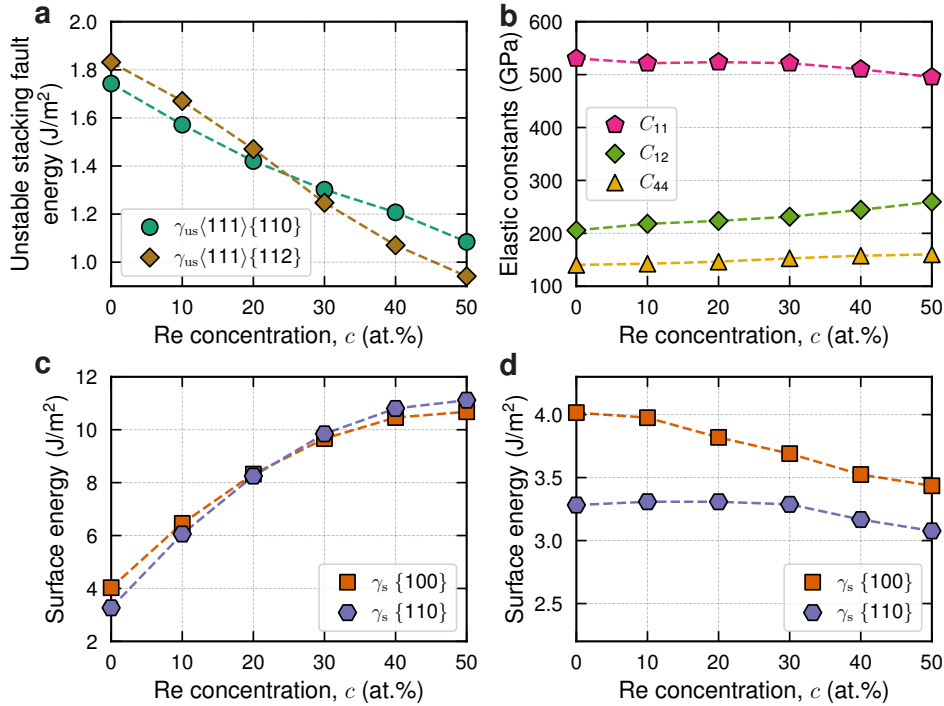 a
Unstable stacking fault
energy (J/m²)
2.0
1.8
1.6
1.4
1.2
1.0
γus⟨111⟩{110}
γus⟨111⟩{112}
0 10 20 30 40 50
Re concentration, c (at.%)
b
Elastic constants (GPa)
600
500
400
300
200
100
C11
C12
C44
0 10 20 30 40 50
Re concentration, c (at.%)
c
Surface energy (J/m²)
12
10
8
6
4
2
γs {100}
γs {110}
0 10 20 30 40 50
Re concentration, c (at.%)
d
Surface energy (J/m²)
4.0
3.5
3.0
2.5
γs {100}
γs {110}
0 10 20 30 40 50
Re concentration, c (at.%)